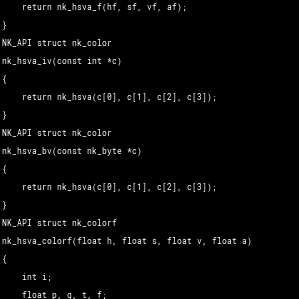 return nk_hsva_f(hf, sf, vf, af);
}
NK_API struct nk_color
nk_hsva_iv(const int *c)
{
return nk_hsva(c[0], c[1], c[2], c[3]);
}
NK_API struct nk_color
nk_hsva_bv(const nk_byte *c)
{
return nk_hsva(c[0], c[1], c[2], c[3]);
}
NK_API struct nk_colorf
nk_hsva_colorf(float h, float s, float v, float a)
{
int i;
float p, q, t, f;